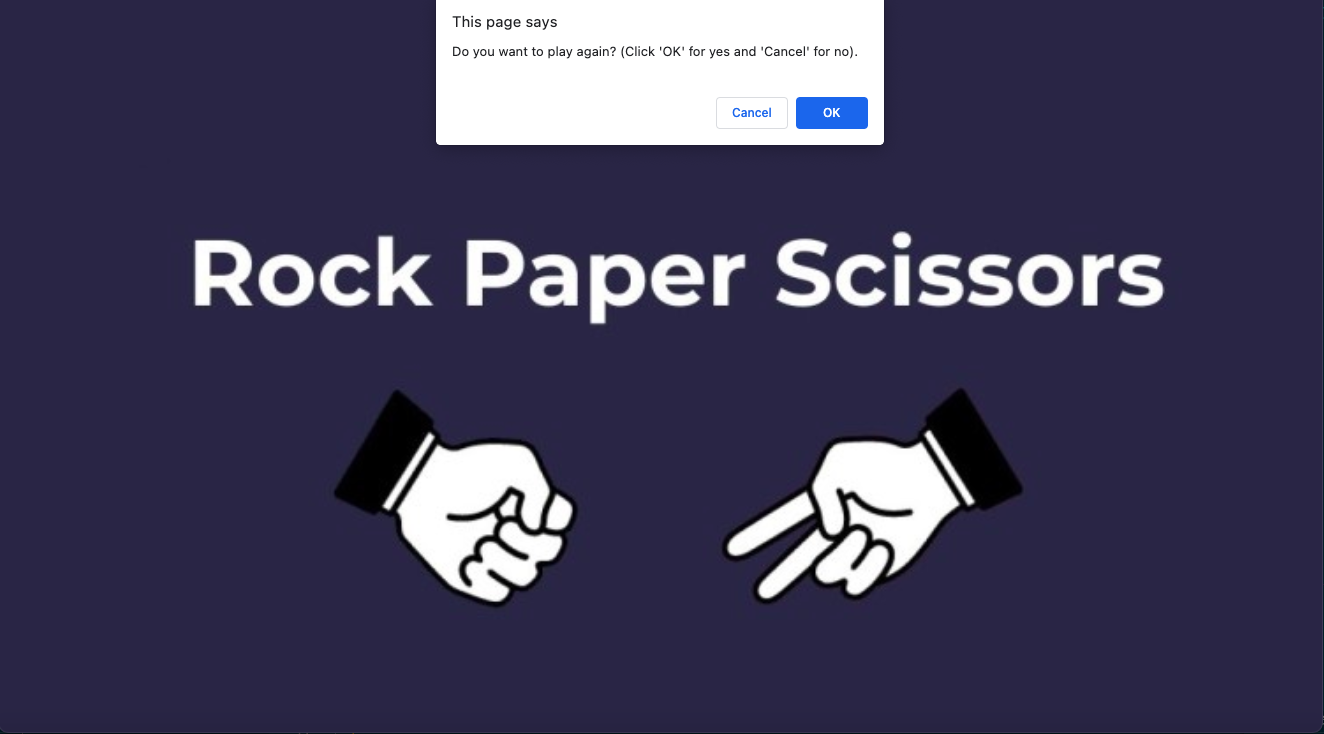 This page says
Do you want to play again? (Click 'OK' for yes and 'Cancel' for no).
Cancel OK
Rock Paper Scissors